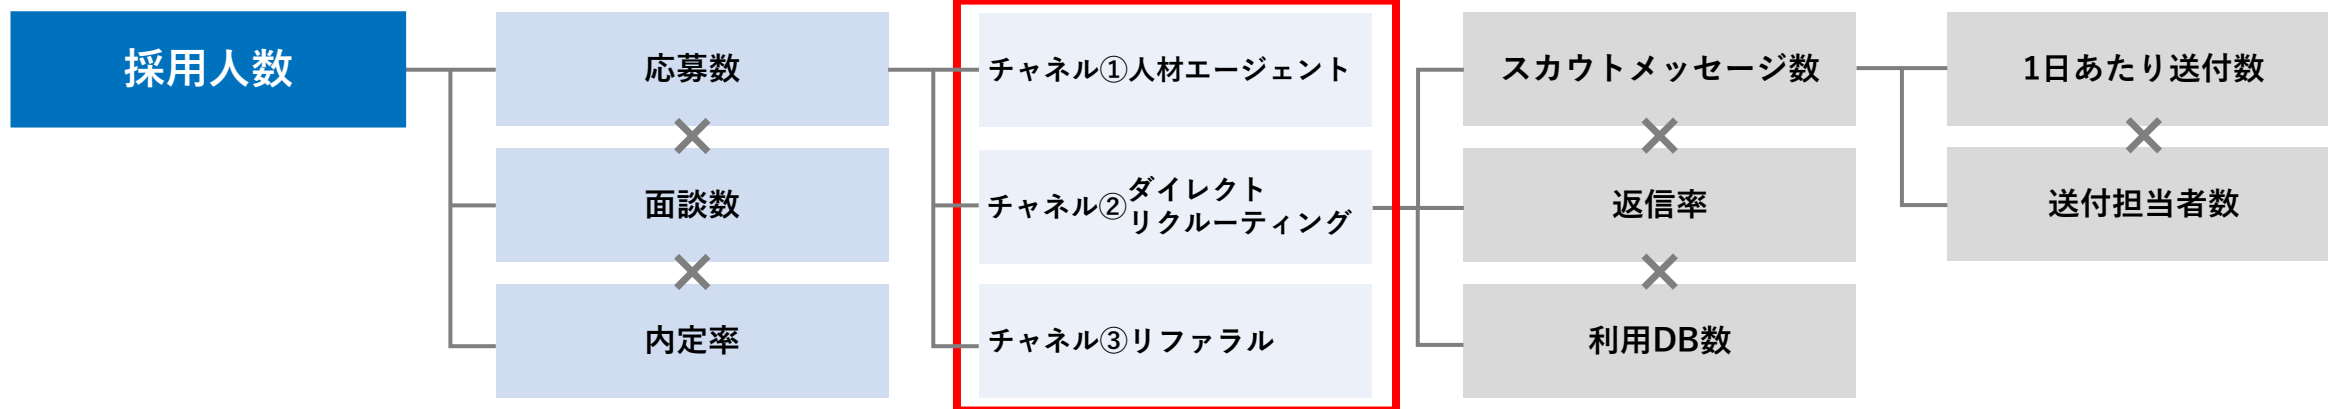 採用人数
応募数
面談数
内定率
チャネル①人材エージェント
チャネル②ダイレクト
リクルーティング
チャネル③リファラル
スカウトメッセージ数
返信率
利用DB数
1日あたり送付数
送付担当者数